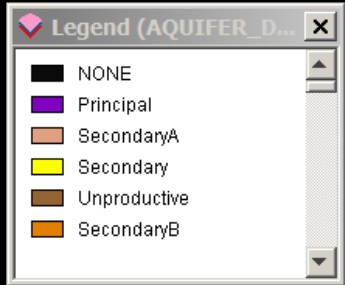 Legend (AQUIFER_D...
NONE
Principal
SecondaryA
Secondary
Unproductive
SecondaryB